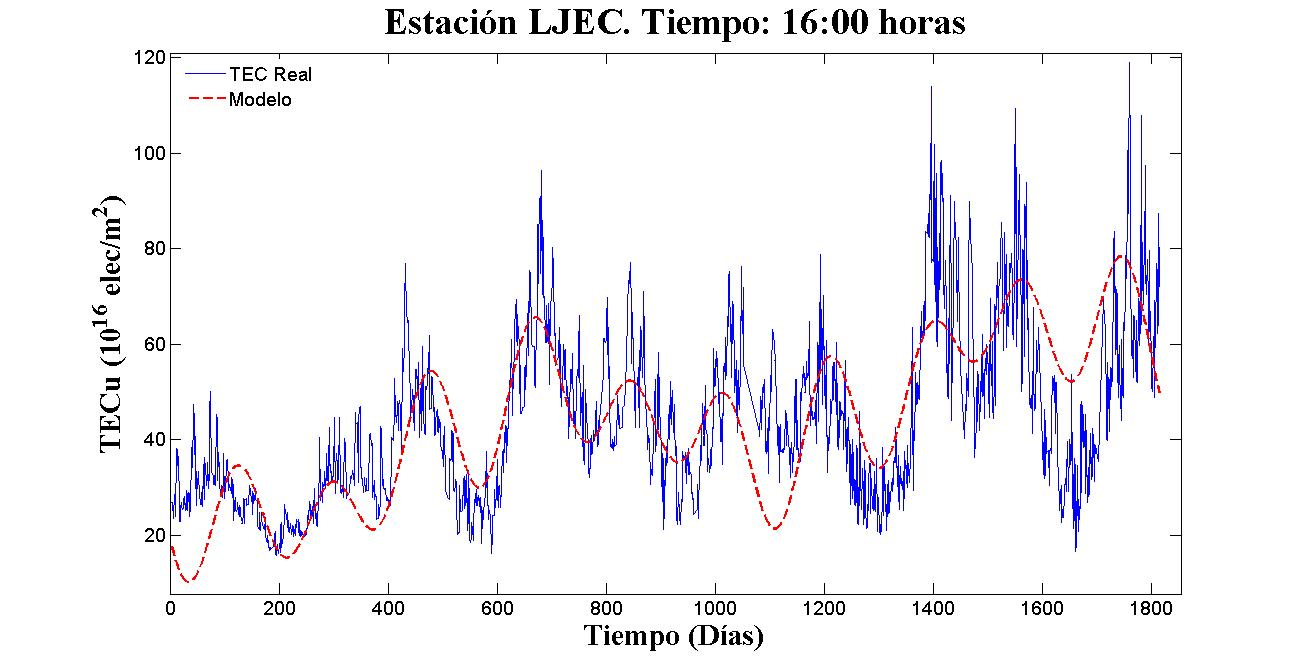 Estación LJEC. Tiempo: 16:00 horas
TEC Real
Modelo
TECu (10^16 elec/m^2)
120
100
80
60
40
20
0 200 400 600 800 1000 1200 1400 1600 1800
Tiempo (Días)